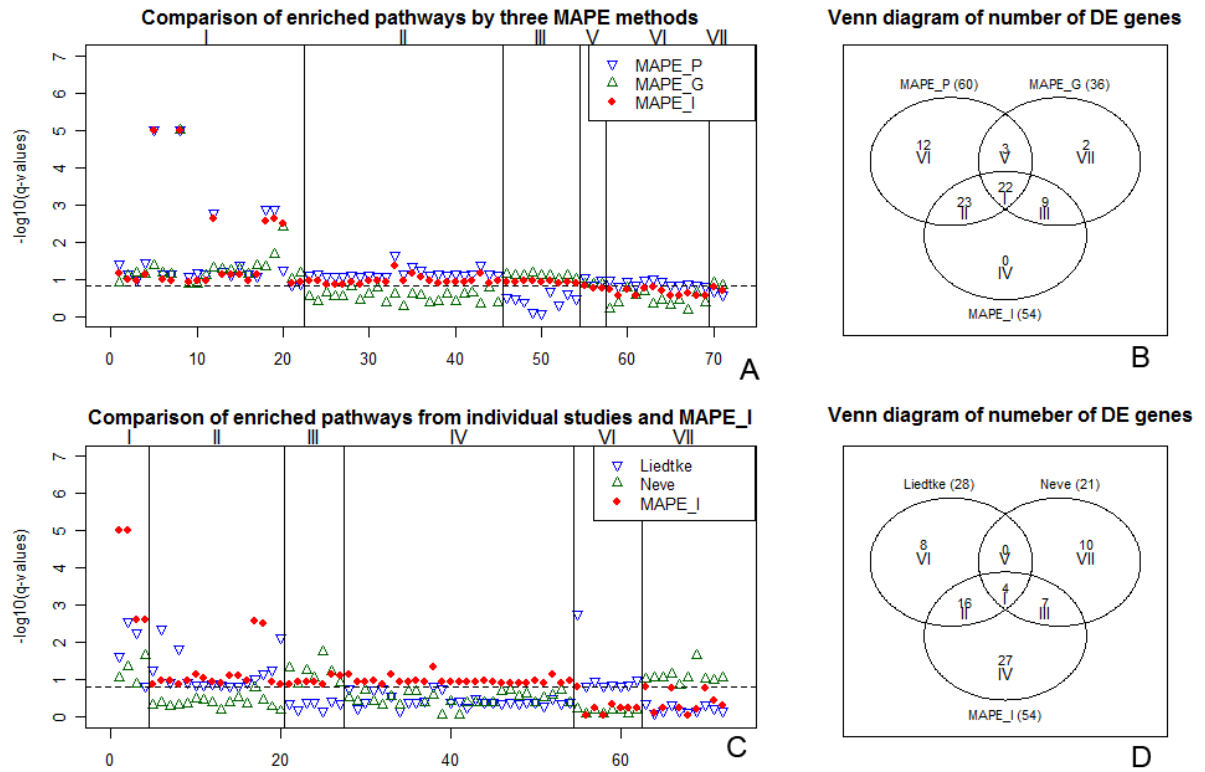 Comparison of enriched pathways by three MAPE methods
I II III V VI VII
7
6
5
4
3
2
1
0
-log10(q-values)
MAPE_P
MAPE_G
MAPE_I
0 10 20 30 40 50 60 70
A
Venn diagram of number of DE genes
MAPE_P (60) MAPE_G (36)
12 3 2
VI V VII
22
I
23 9
II III
0
IV
MAPE_I (54)
B
Comparison of enriched pathways from individual studies and MAPE_I
I II III IV VI VII
7
6
5
4
3
2
1
0
-log10(q-values)
Liedtke
Neve
MAPE_I
0 20 40 60
C
Venn diagram of numeber of DE genes
Liedtke (28) Neve (21)
8 0 10
VI V VII
4
I
16 7
II III
27
IV
MAPE_I (54)
D